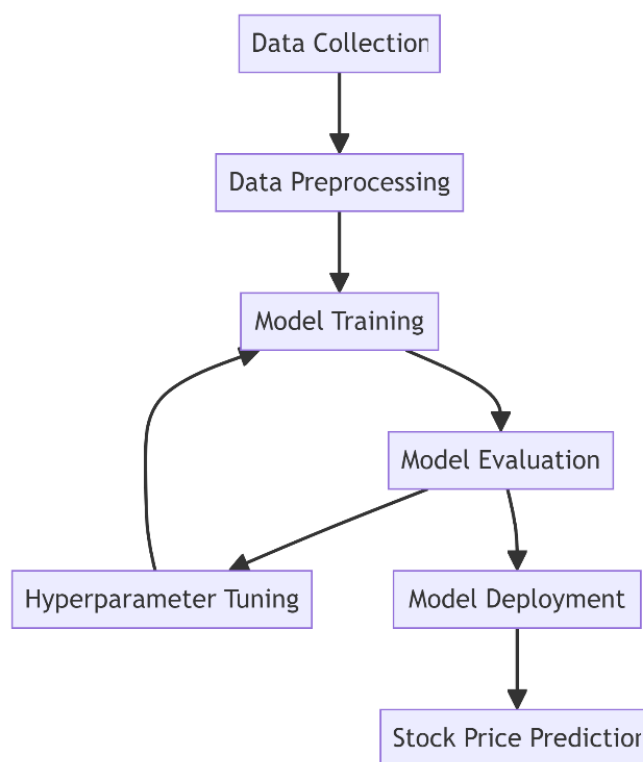 Data Collection
Data Preprocessing
Model Training
Model Evaluation
Hyperparameter Tuning
Model Deployment
Stock Price Prediction